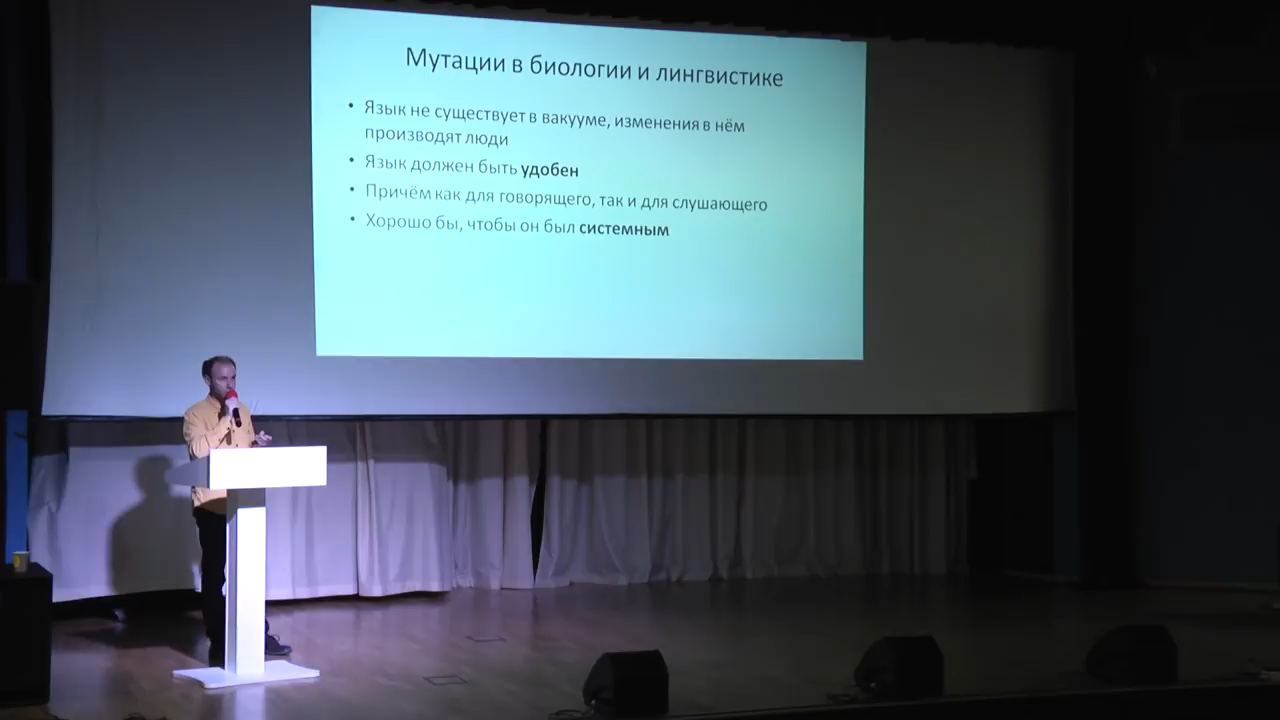 Мутации в биологии и лингвистике
• Язык не существует в вакууме, изменения в нём
производят люди
• Язык должен быть удобен
• Причём как для говорящего, так и для слушающего
• Хорошо бы, чтобы он был системным